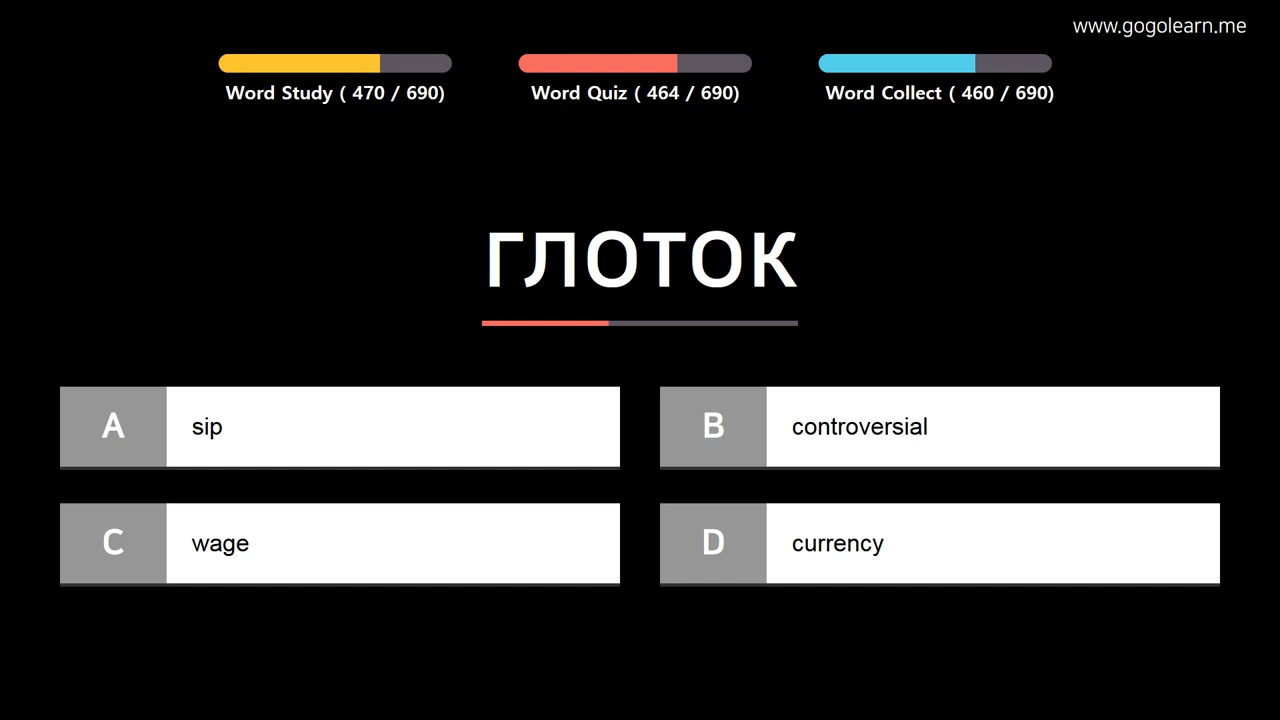 www.gogolearn.me
Word Study ( 470 / 690)
Word Quiz ( 464 / 690)
Word Collect ( 460 / 690)
глоток
A
sip
B
controversial
C
wage
D
currency